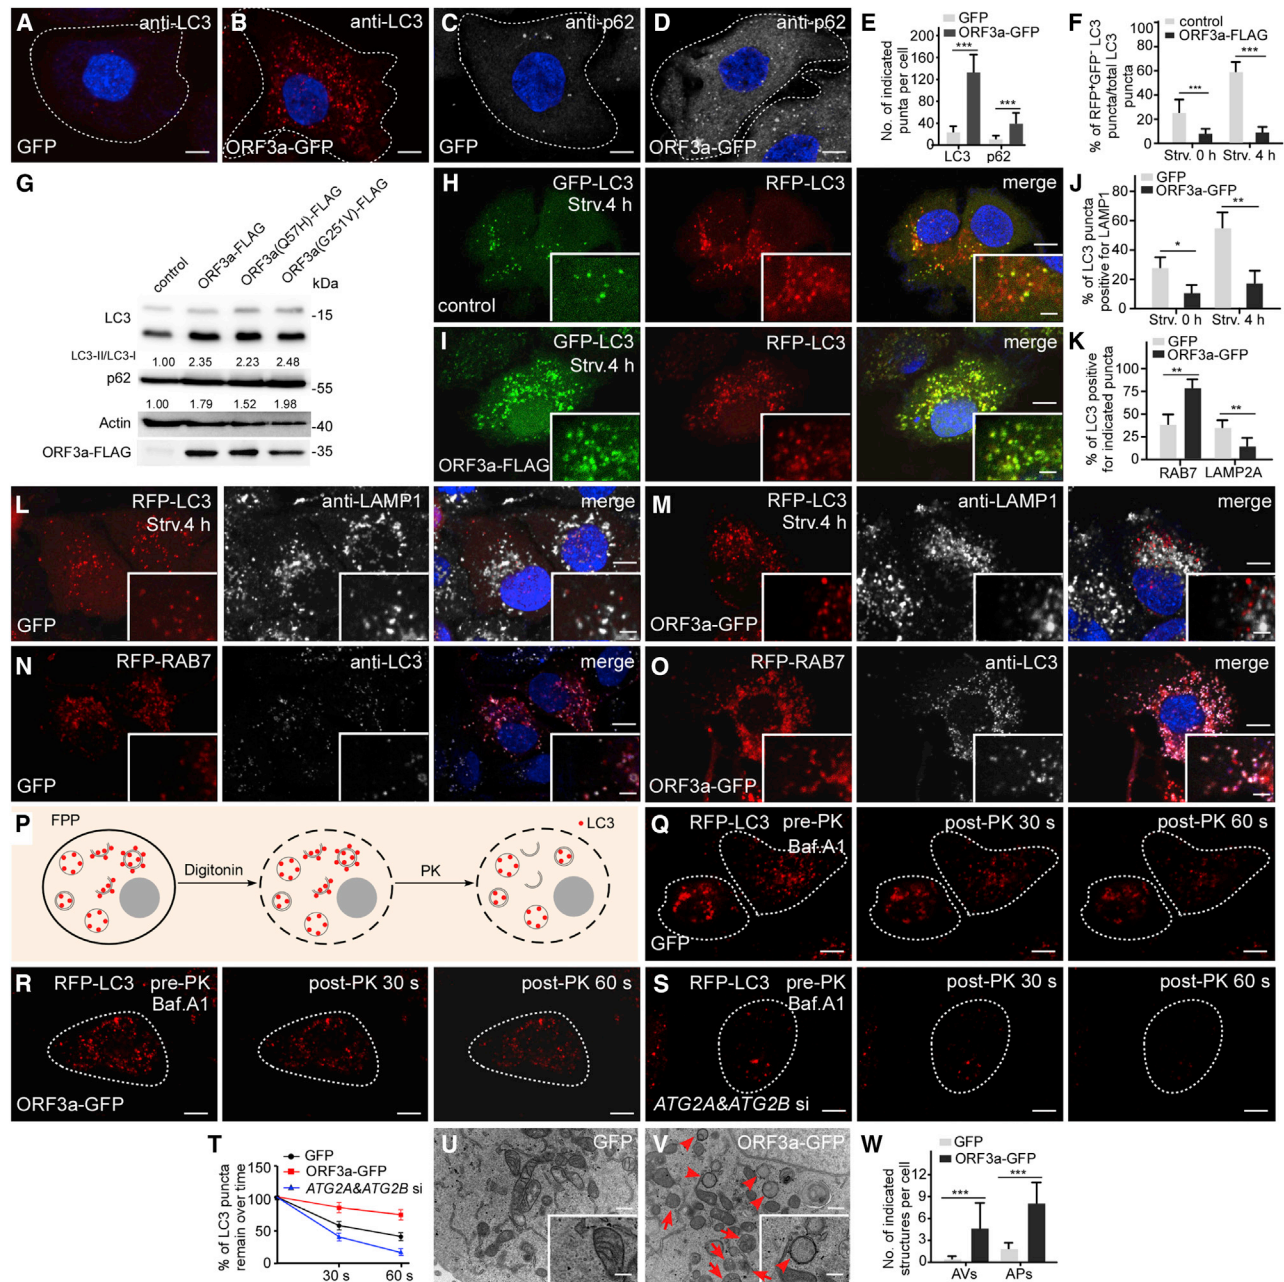 A
anti-LC3
GFP
B
anti-LC3
ORF3a-GFP
C
anti-p62
GFP
D
anti-p62
ORF3a-GFP
E
GFP
ORF3a-GFP
No. of indicated
punta per cell
200
160
120
80
40
0
***
***
LC3 p62
F
control
ORF3a-FLAG
% of RFP+GFP- LC3
puncta/total LC3
puncta
100
80
60
40
20
0
***
***
Strv. 0 h Strv. 4 h
G
control
ORF3a-FLAG
ORF3a(Q57H)-FLAG
ORF3a(G251V)-FLAG
kDa
LC3
-15
LC3-II/LC3-I
1.00 2.35 2.23 2.48
p62
-55
1.00 1.79 1.52 1.98
Actin
-40
ORF3a-FLAG
-35
H
GFP-LC3
Strv.4 h
control
RFP-LC3
merge
I
GFP-LC3
Strv.4 h
ORF3a-FLAG
RFP-LC3
merge
J
GFP
ORF3a-GFP
% of LC3 puncta
positive for LAMP1
80
60
40
20
0
*
**
Strv. 0 h Strv. 4 h
K
GFP
ORF3a-GFP
% of LC3 positive
for indicated puncta
100
75
50
25
0
**
**
RAB7 LAMP2A
L
RFP-LC3
Strv.4 h
GFP
anti-LAMP1
merge
M
RFP-LC3
Strv.4 h
ORF3a-GFP
anti-LAMP1
merge
N
RFP-RAB7
GFP
anti-LC3
merge
O
RFP-RAB7
ORF3a-GFP
anti-LC3
merge
P
FPP
Digitonin
PK
LC3
Q
RFP-LC3 pre-PK
Baf.A1
GFP
post-PK 30 s
post-PK 60 s
R
RFP-LC3 pre-PK
Baf.A1
ORF3a-GFP
post-PK 30 s
post-PK 60 s
S
RFP-LC3 pre-PK
Baf.A1
ATG2A&ATG2B si
post-PK 30 s
post-PK 60 s
T
GFP
ORF3a-GFP
ATG2A&ATG2B si
% of LC3 puncta
remain over time
150
100
50
0
30 s 60 s
U
GFP
V
ORF3a-GFP
W
GFP
ORF3a-GFP
No. of indicated
structures per cell
12
9
6
3
0
***
***
AVs APs